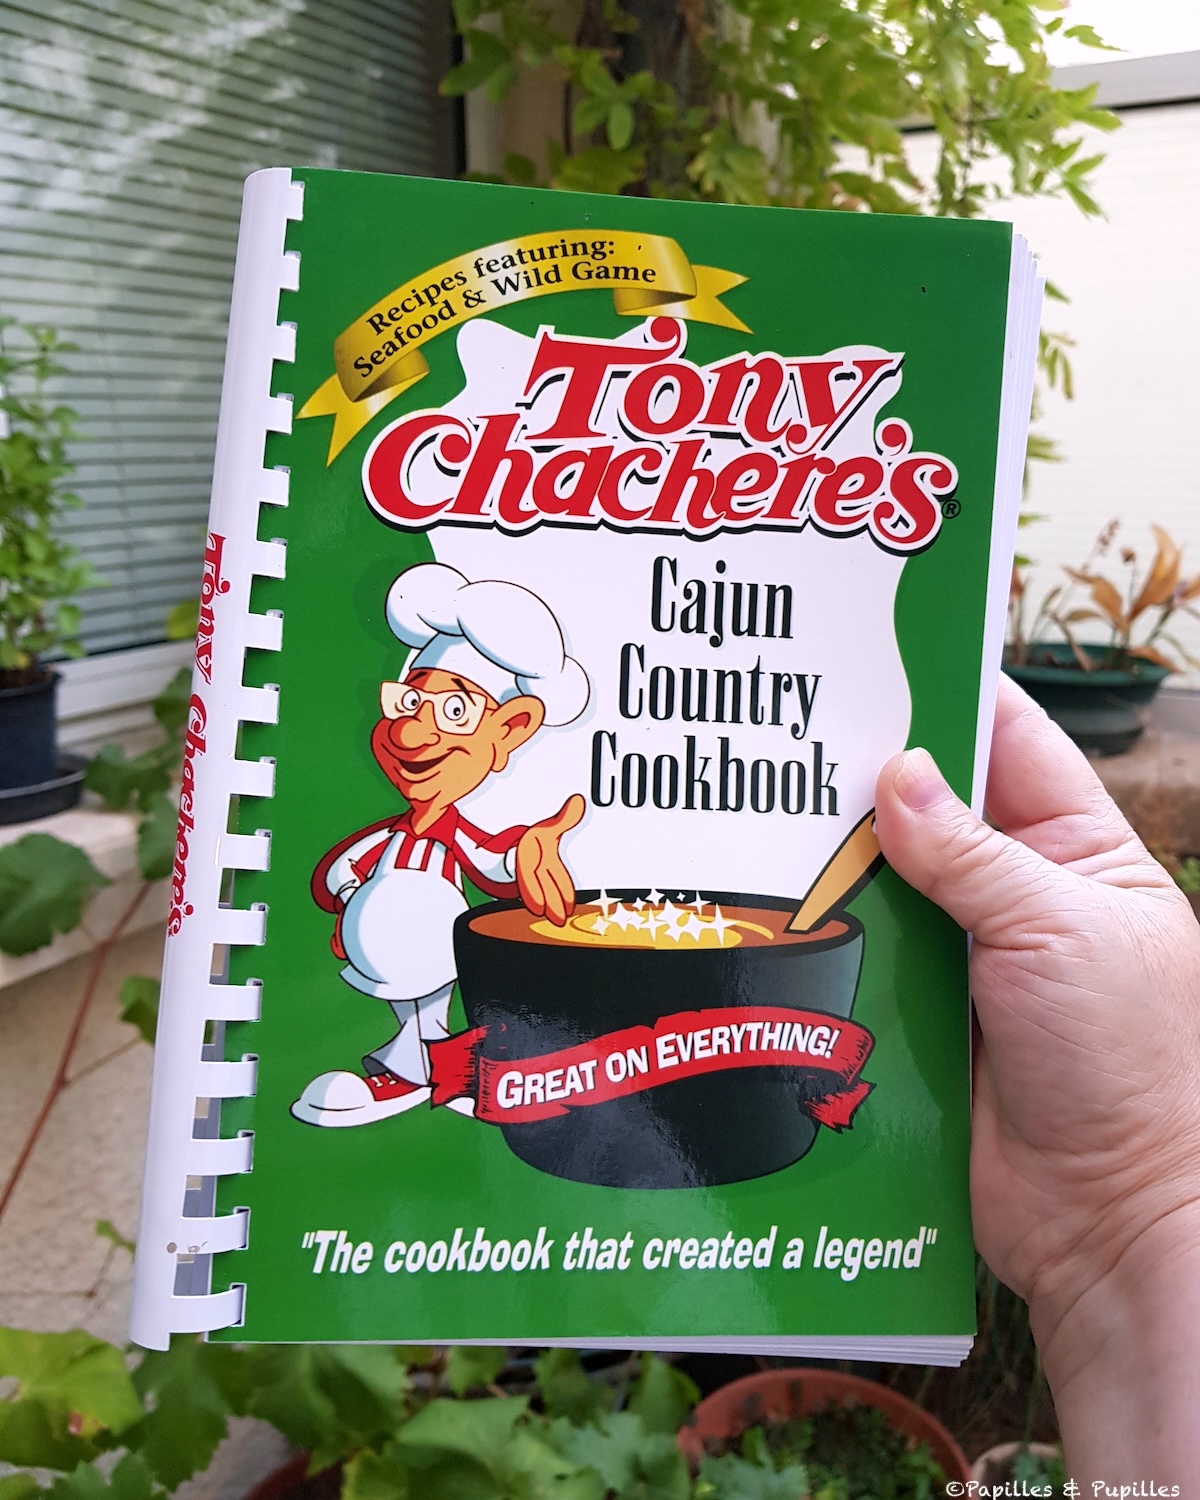 Recipes featuring:
Seafood & Wild Game
Tony
Chachere's®
Cajun
Country
Cookbook
GREAT ON EVERYTHING!
"The cookbook that created a legend"
Tony Chachere's
©Papilles & Pupilles